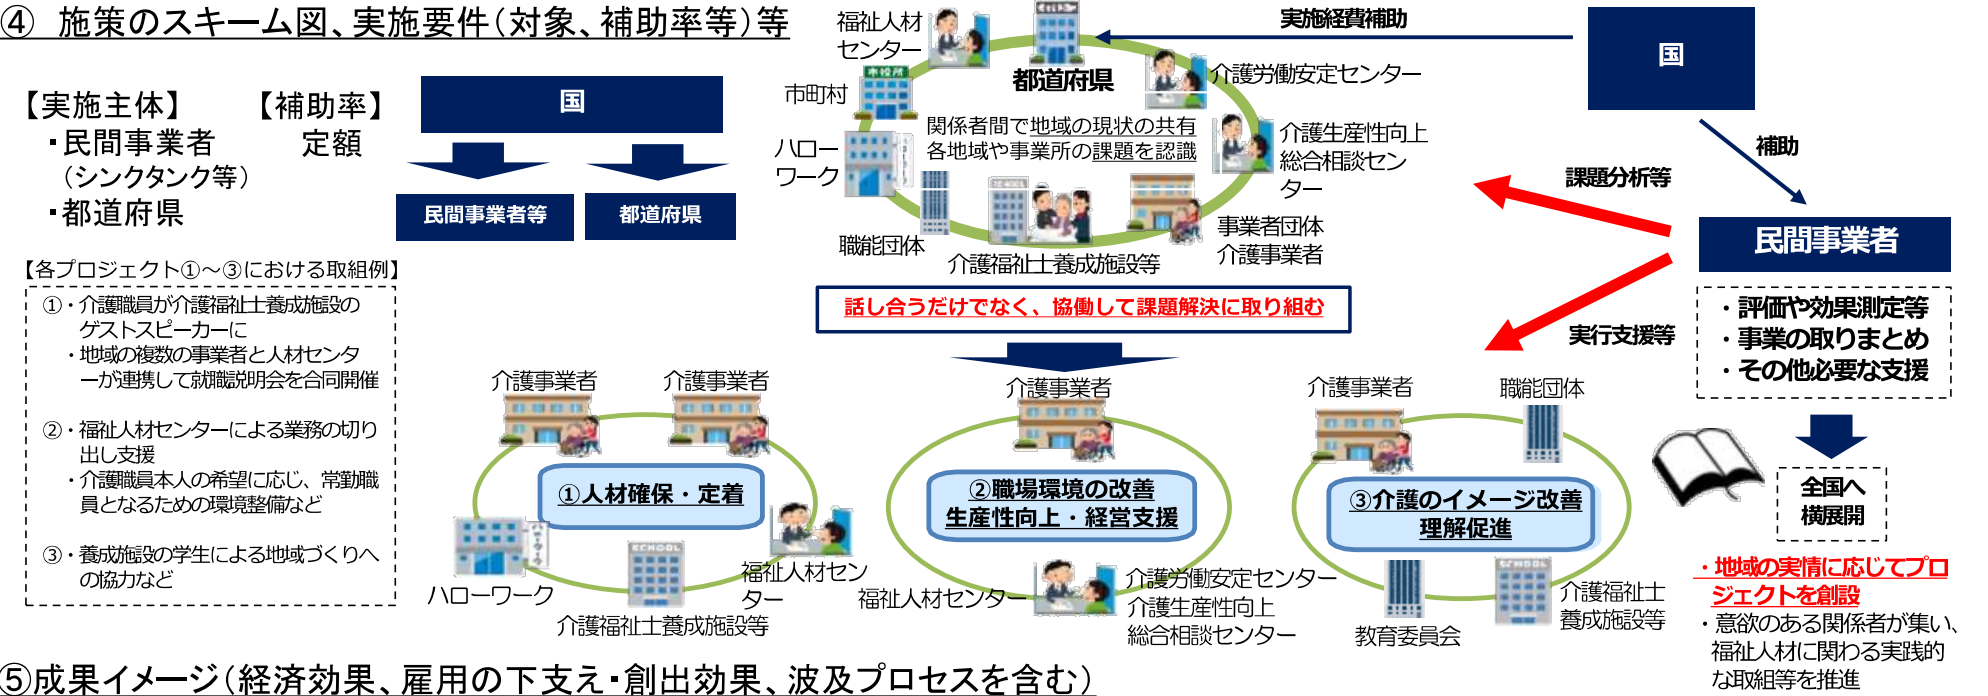 ④　施策のスキーム図、実施要件（対象、補助率等）等
【実施主体】　　【補助率】
・民間事業者　　　定額
（シンクタンク等）
・都道府県
国
民間事業者等
都道府県
【各プロジェクト①～③における取組例】
①・介護職員が介護福祉士養成施設の
ゲストスピーカーに
・地域の複数の事業者と人材センタ
ーが連携して就職説明会を合同開催
②・福祉人材センターによる業務の切り
出し支援
・介護職員本人の希望に応じ、常勤職
員となるための環境整備など
③・養成施設の学生による地域づくりへ
の協力など
福祉人材
センター
都道府県
市町村
市役所
介護労働安定センター
関係者間で地域の現状の共有
各地域や事業所の課題を認識
ハロー
ワーク
ハローワーク
介護生産性向上
総合相談セン
ター
職能団体
SCHOOL
介護福祉士養成施設等
事業者団体
介護事業者
実施経費補助
国
補助
課題分析等
民間事業者
実行支援等
・評価や効果測定等
・事業の取りまとめ
・その他必要な支援
全国へ
横展開
・地域の実情に応じてプロ
ジェクトを創設
・意欲のある関係者が集い、
福祉人材に関わる実践的
な取組等を推進
話し合うだけでなく、協働して課題解決に取り組む
介護事業者
介護事業者
①人材確保・定着
ハローワーク
ハローワーク
SCHOOL
介護福祉士養成施設等
福祉人材セン
ター
介護事業者
②職場環境の改善
生産性向上・経営支援
福祉人材センター
介護労働安定センター
介護生産性向上
総合相談センター
介護事業者
職能団体
③介護のイメージ改善
理解促進
教育委員会
SCHOOL
介護福祉士
養成施設等
⑤成果イメージ（経済効果、雇用の下支え・創出効果、波及プロセスを含む）